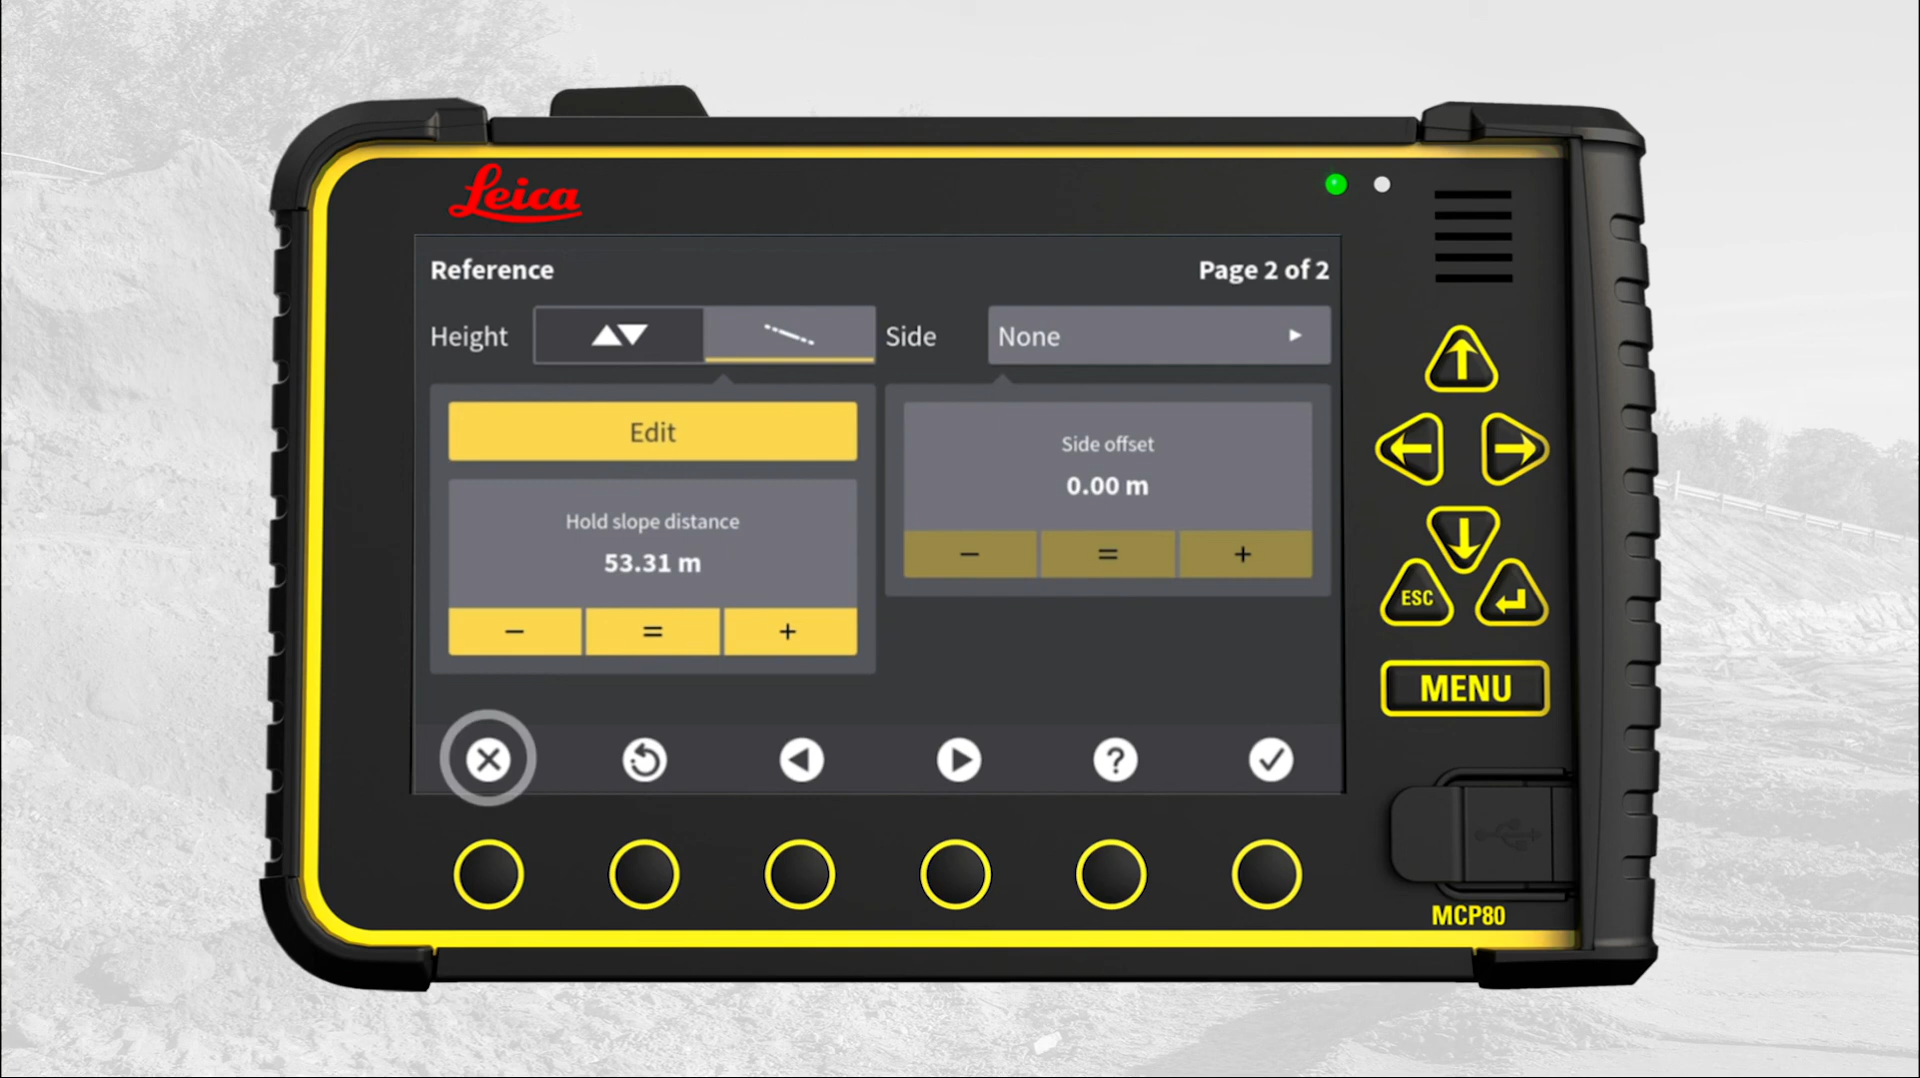 Leica
Reference
Page 2 of 2
Height
Side
None
Edit
Hold slope distance
53.31 m
− = +
Side offset
0.00 m
− = +
?
ESC
MENU
MCP80